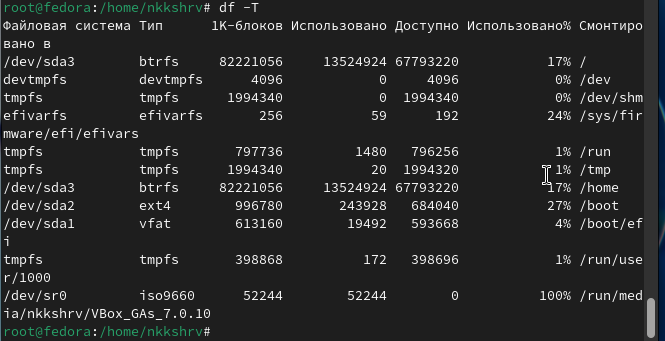 root@fedora:/home/nkkshrv# df -T
Файловая система Тип 1K-блоков Использовано Доступно Использовано% Смонтиро
вано в
/dev/sda3 btrfs 82221056 13524924 67793220 17% /
devtmpfs devtmpfs 4096 0 4096 0% /dev
tmpfs tmpfs 1994340 0 1994340 0% /dev/shm
efivarfs efivarfs 256 59 192 24% /sys/fir
mware/efi/efivars
tmpfs tmpfs 797736 1480 796256 1% /run
tmpfs tmpfs 1994340 20 1994320 1% /tmp
/dev/sda3 btrfs 82221056 13524924 67793220 17% /home
/dev/sda2 ext4 996780 243928 684040 27% /boot
/dev/sda1 vfat 613160 19492 593668 4% /boot/ef
i
tmpfs tmpfs 398868 172 398696 1% /run/use
r/1000
/dev/sr0 iso9660 52244 52244 0 100% /run/med
ia/nkkshrv/VBox_GAs_7.0.10
root@fedora:/home/nkkshrv#